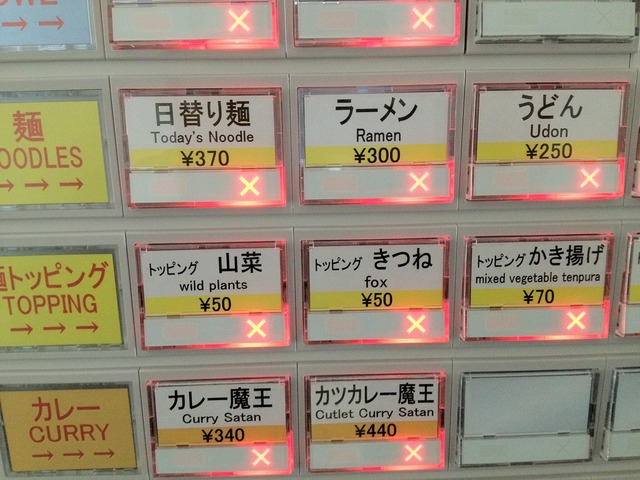 → →
麺
OODLES
→ → →
日替り麺
Today's Noodle
¥370
ラーメン
Ramen
¥300
うどん
Udon
¥250
トッピング
TOPPING
→ → →
トッピング 山菜
wild plants
¥50
トッピング きつね
fox
¥50
トッピング かき揚げ
mixed vegetable tenpura
¥70
カレー
CURRY
→ → →
カレー魔王
Curry Satan
¥340
カツカレー魔王
Cutlet Curry Satan
¥440